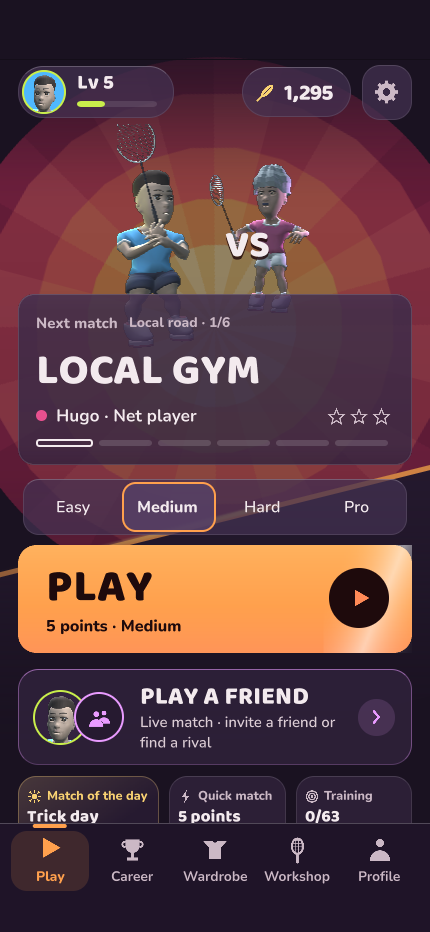 Lv 5
1,295
VS
Next match Local road · 1/6
LOCAL GYM
Hugo · Net player
Easy Medium Hard Pro
PLAY
5 points · Medium
PLAY A FRIEND
Live match · invite a friend or
find a rival
Match of the day Quick match Training
Trick day 5 points 0/63
Play Career Wardrobe Workshop Profile